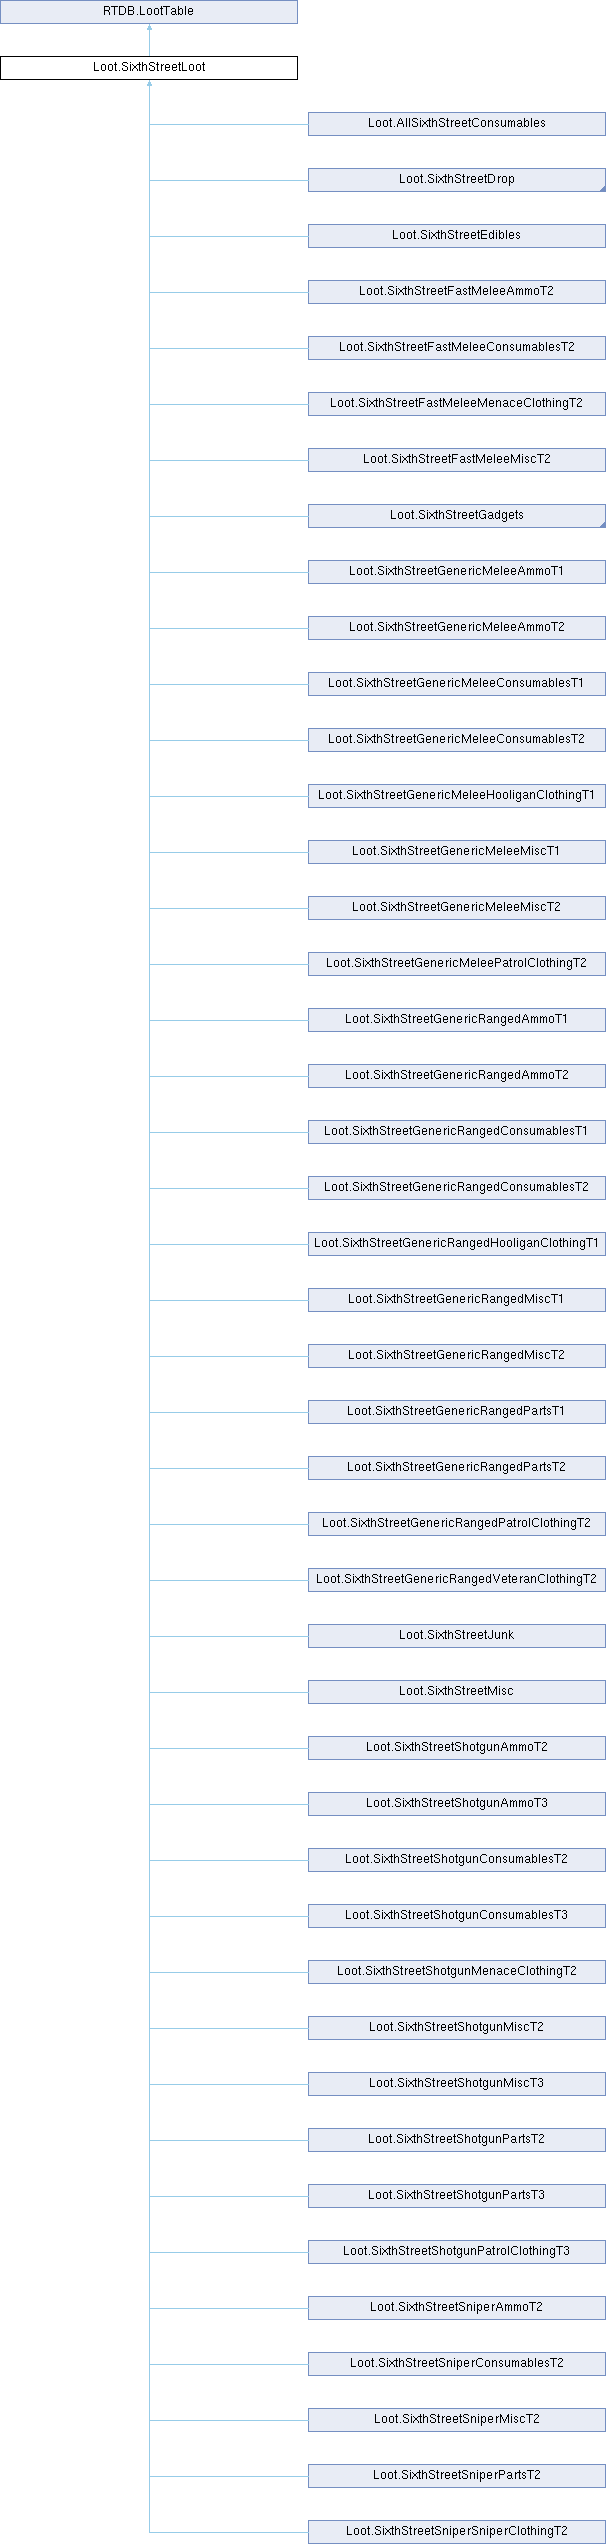 RTDB.LootTable
Loot.SixthStreetLoot
Loot.AllSixthStreetConsumables
Loot.SixthStreetDrop
Loot.SixthStreetEdibles
Loot.SixthStreetFastMeleeAmmoT2
Loot.SixthStreetFastMeleeConsumablesT2
Loot.SixthStreetFastMeleeMenaceClothingT2
Loot.SixthStreetFastMeleeMiscT2
Loot.SixthStreetGadgets
Loot.SixthStreetGenericMeleeAmmoT1
Loot.SixthStreetGenericMeleeAmmoT2
Loot.SixthStreetGenericMeleeConsumablesT1
Loot.SixthStreetGenericMeleeConsumablesT2
Loot.SixthStreetGenericMeleeHooliganClothingT1
Loot.SixthStreetGenericMeleeMiscT1
Loot.SixthStreetGenericMeleeMiscT2
Loot.SixthStreetGenericMeleePatrolClothingT2
Loot.SixthStreetGenericRangedAmmoT1
Loot.SixthStreetGenericRangedAmmoT2
Loot.SixthStreetGenericRangedConsumablesT1
Loot.SixthStreetGenericRangedConsumablesT2
Loot.SixthStreetGenericRangedHooliganClothingT1
Loot.SixthStreetGenericRangedMiscT1
Loot.SixthStreetGenericRangedMiscT2
Loot.SixthStreetGenericRangedPartsT1
Loot.SixthStreetGenericRangedPartsT2
Loot.SixthStreetGenericRangedPatrolClothingT2
Loot.SixthStreetGenericRangedVeteranClothingT2
Loot.SixthStreetJunk
Loot.SixthStreetMisc
Loot.SixthStreetShotgunAmmoT2
Loot.SixthStreetShotgunAmmoT3
Loot.SixthStreetShotgunConsumablesT2
Loot.SixthStreetShotgunConsumablesT3
Loot.SixthStreetShotgunMenaceClothingT2
Loot.SixthStreetShotgunMiscT2
Loot.SixthStreetShotgunMiscT3
Loot.SixthStreetShotgunPartsT2
Loot.SixthStreetShotgunPartsT3
Loot.SixthStreetShotgunPatrolClothingT3
Loot.SixthStreetSniperAmmoT2
Loot.SixthStreetSniperConsumablesT2
Loot.SixthStreetSniperMiscT2
Loot.SixthStreetSniperPartsT2
Loot.SixthStreetSniperSniperClothingT2